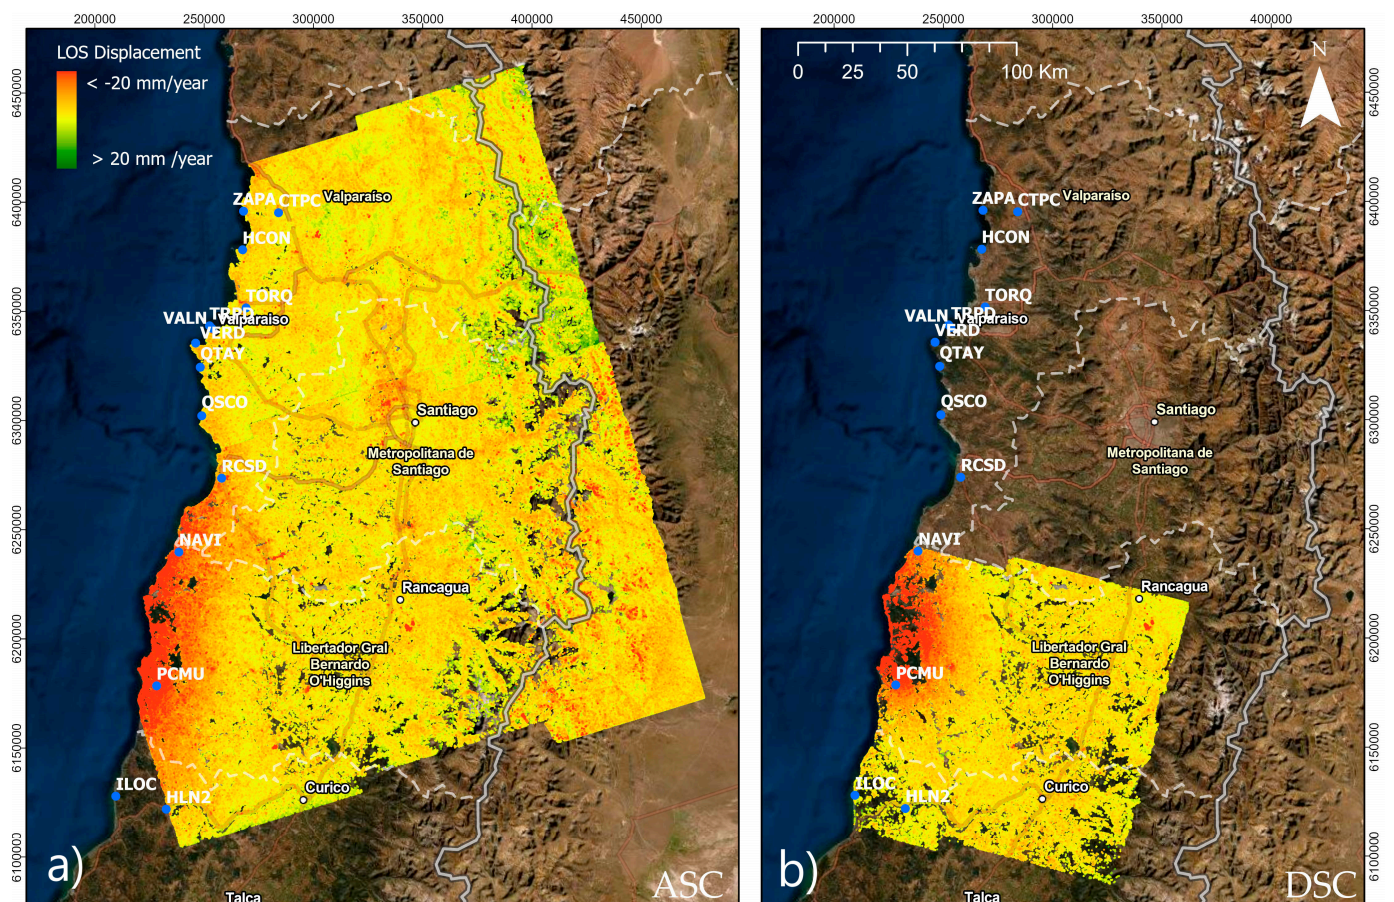 200000 250000 300000 350000 400000 450000
200000 250000 300000 350000 400000
LOS Displacement
< -20 mm/year
> 20 mm /year
6450000
6400000
6350000
6300000
6250000
6200000
6150000
6100000
ZAPA CTPC Valparaíso
HCON
TORQ
VALN TRPD
Valparaiso
VERD
QTAY
QSCO
Santiago
Metropolitana de
Santiago
RCSD
NAVI
Rancagua
Libertador Gral
Bernardo
O'Higgins
PCMU
ILOC
HLN2
Curico
Talca
a)
ASC
0 25 50 100 Km
N
ZAPA CTPC Valparaíso
HCON
TORQ
VALN TRPD
Valparaiso
VERD
QTAY
QSCO
Santiago
Metropolitana de
Santiago
RCSD
NAVI
Rancagua
Libertador Gral
Bernardo
O'Higgins
PCMU
ILOC
HLN2
Curico
Talca
b)
DSC
6450000
6400000
6350000
6300000
6250000
6200000
6150000
6100000